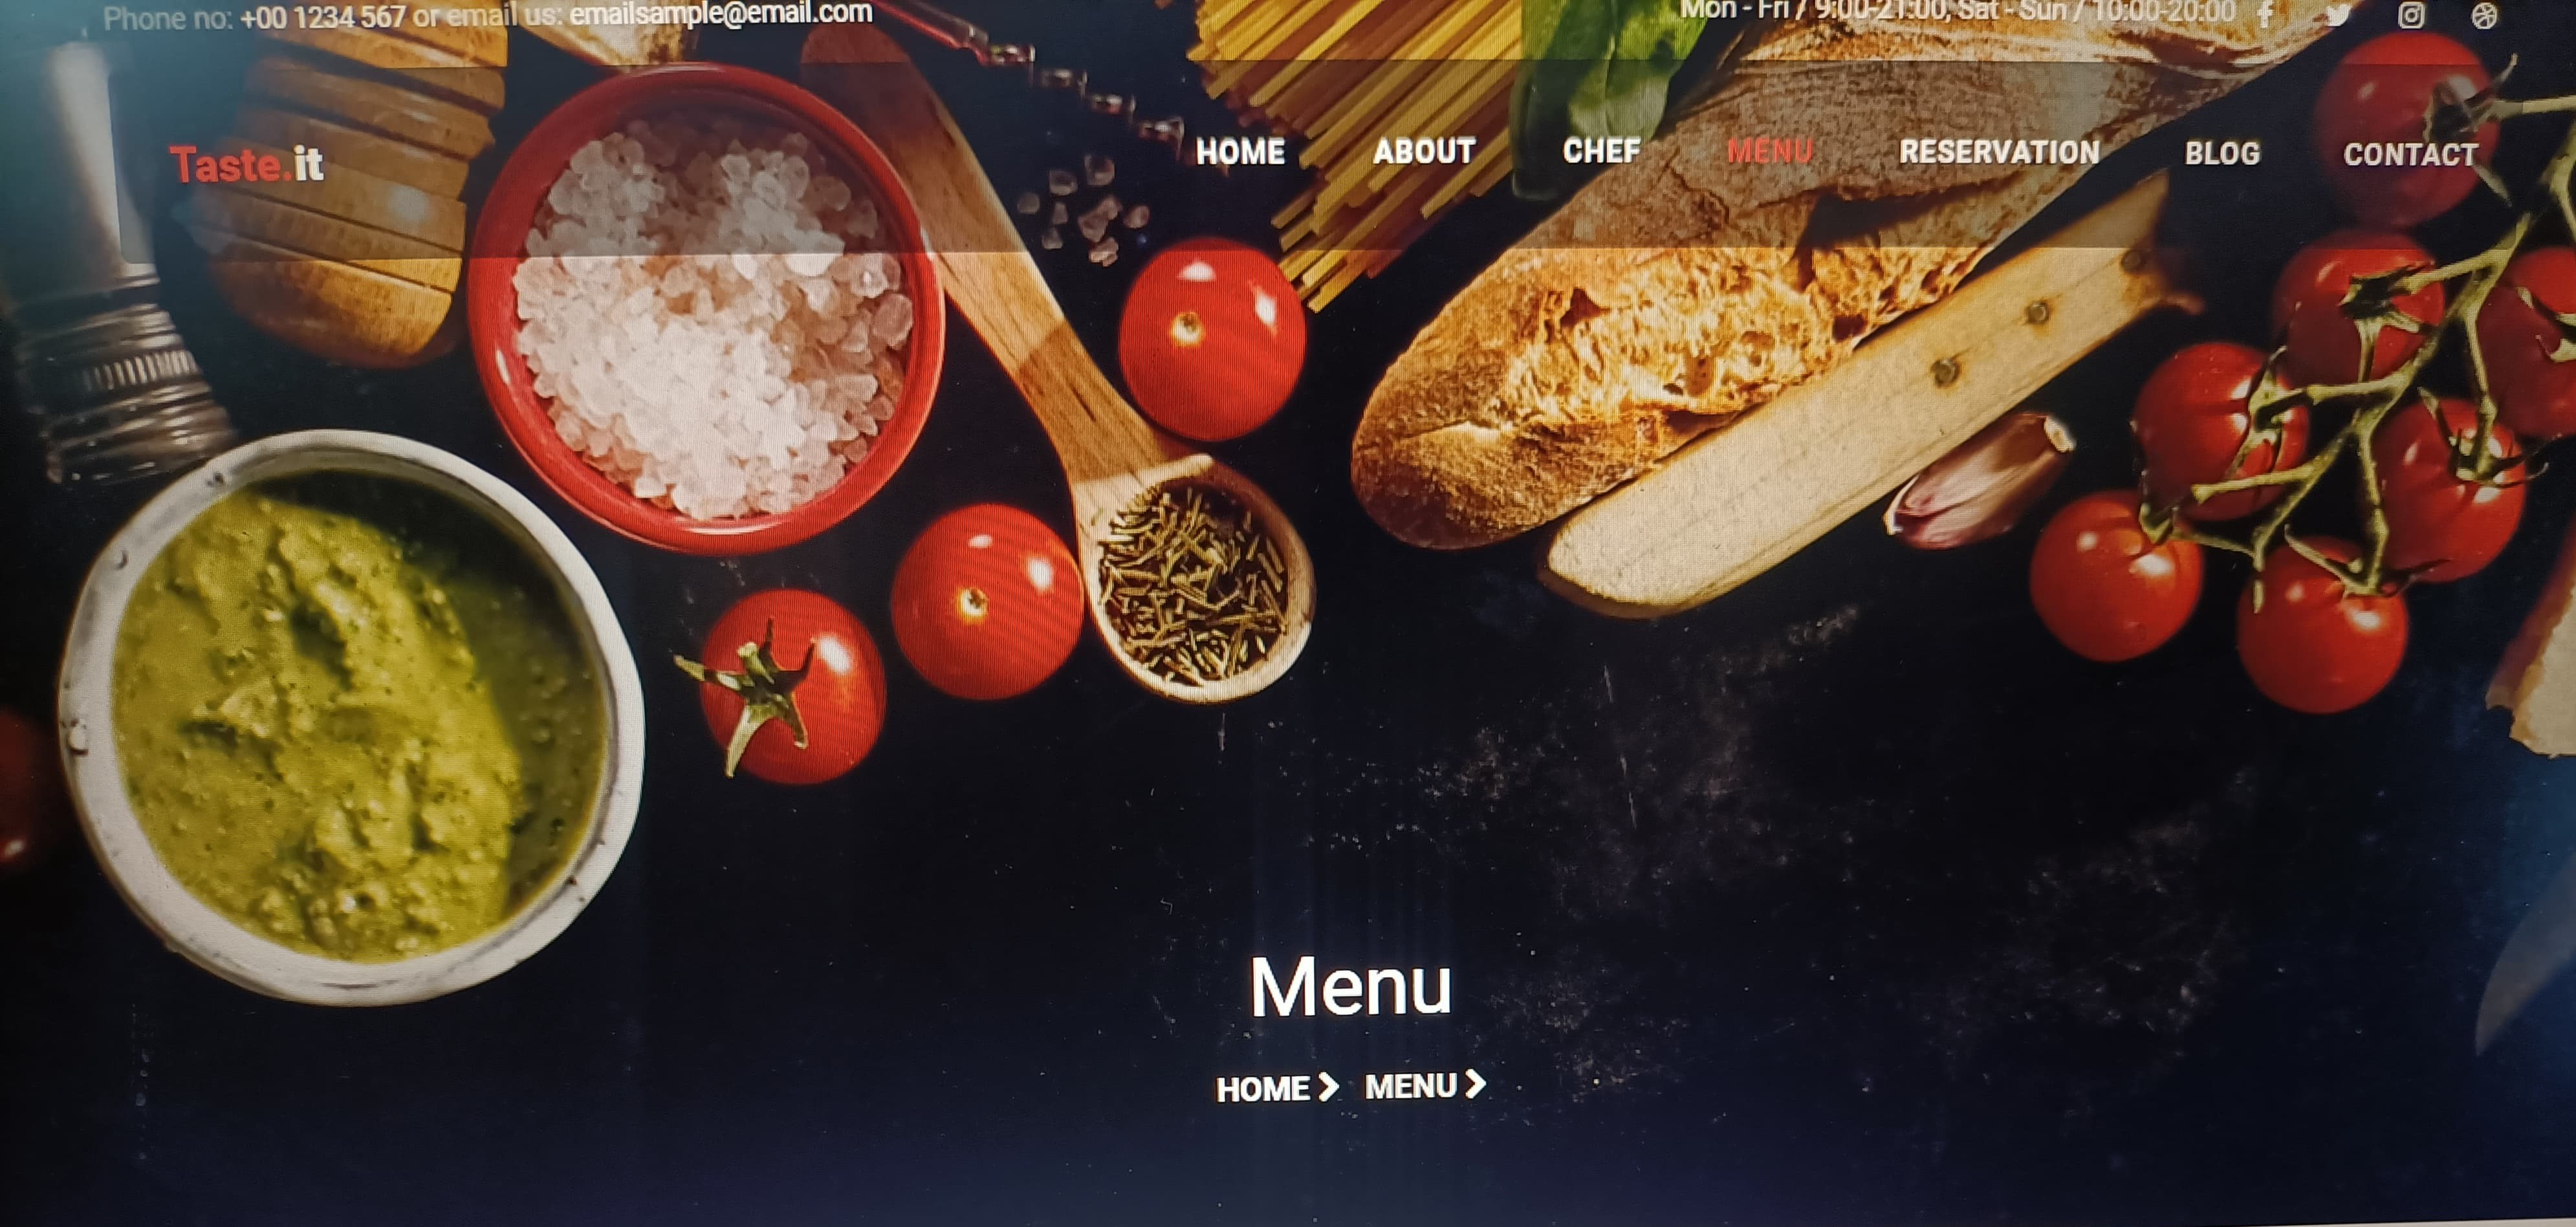 Phone no: +00 1234 567 or email us: emailsample@email.com
Mon - Fri / 9:00-21:00, Sat - Sun / 10:00-20:00
Taste.it
HOME ABOUT CHEF MENU RESERVATION BLOG CONTACT
Menu
HOME MENU